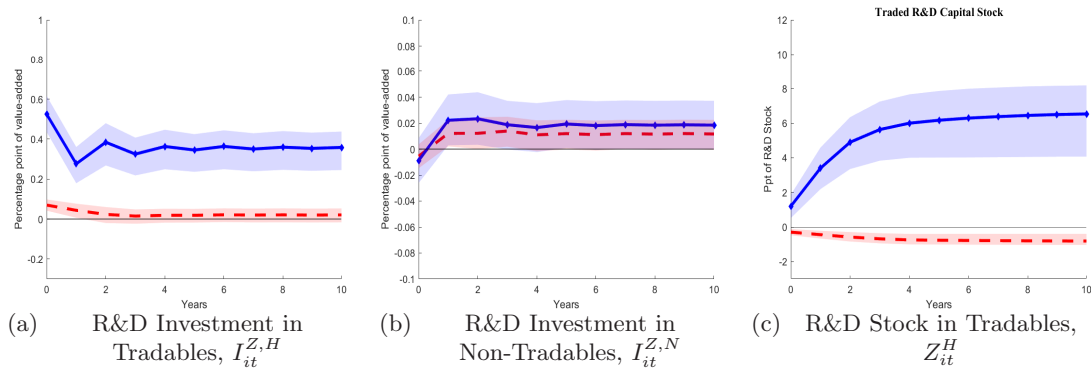 Traded R&D Capital Stock
Percentage point of value-added
1
0.8
0.6
0.4
0.2
0
-0.2
0 2 4 6 8 10
Years
Percentage point of value-added
0.1
0.08
0.06
0.04
0.02
0
-0.02
-0.04
-0.06
-0.08
-0.1
0 2 4 6 8 10
Years
Ppt of R&D Stock
12
10
8
6
4
2
0
-2
0 2 4 6 8 10
Years
(a) R&D Investment in
Tradables, $I_{it}^{Z,H}$
(b) R&D Investment in
Non-Tradables, $I_{it}^{Z,N}$
(c) R&D Stock in Tradables,
$Z_{it}^{H}$